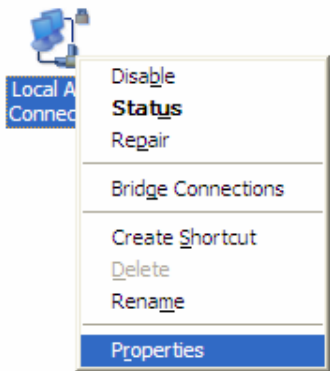 Local A
Connec
Disable
Status
Repair
Bridge Connections
Create Shortcut
Delete
Rename
Properties